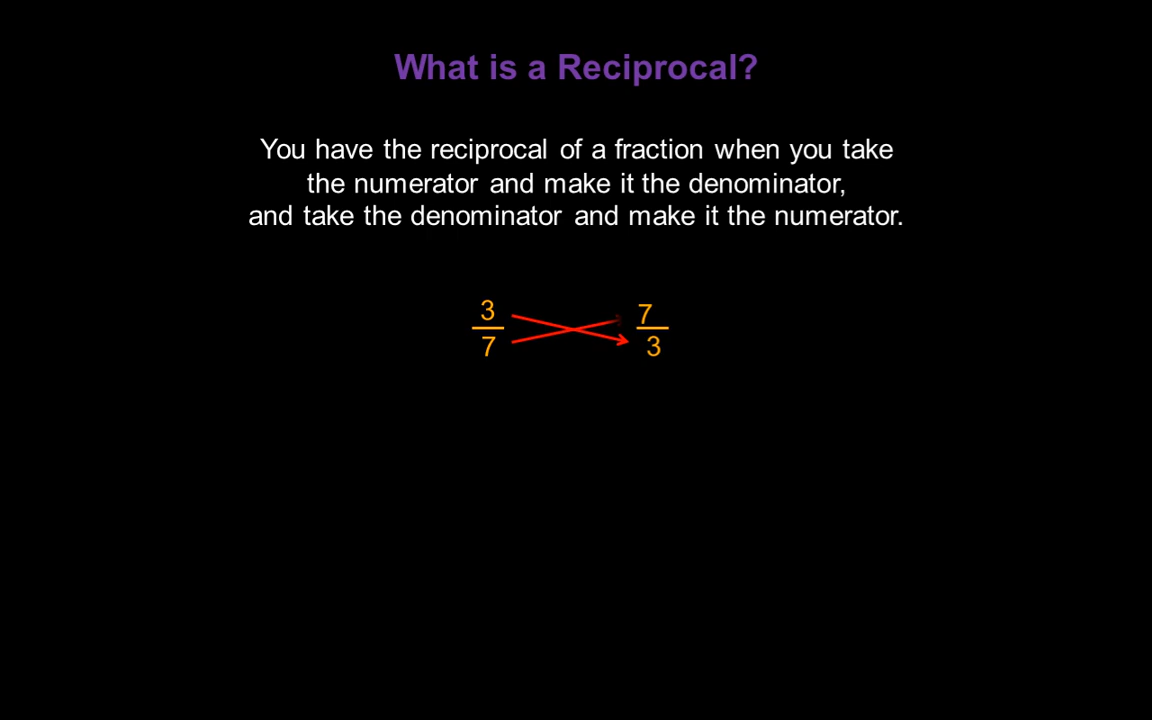 What is a Reciprocal?
You have the reciprocal of a fraction when you take
the numerator and make it the denominator,
and take the denominator and make it the numerator.
3 7
7 3